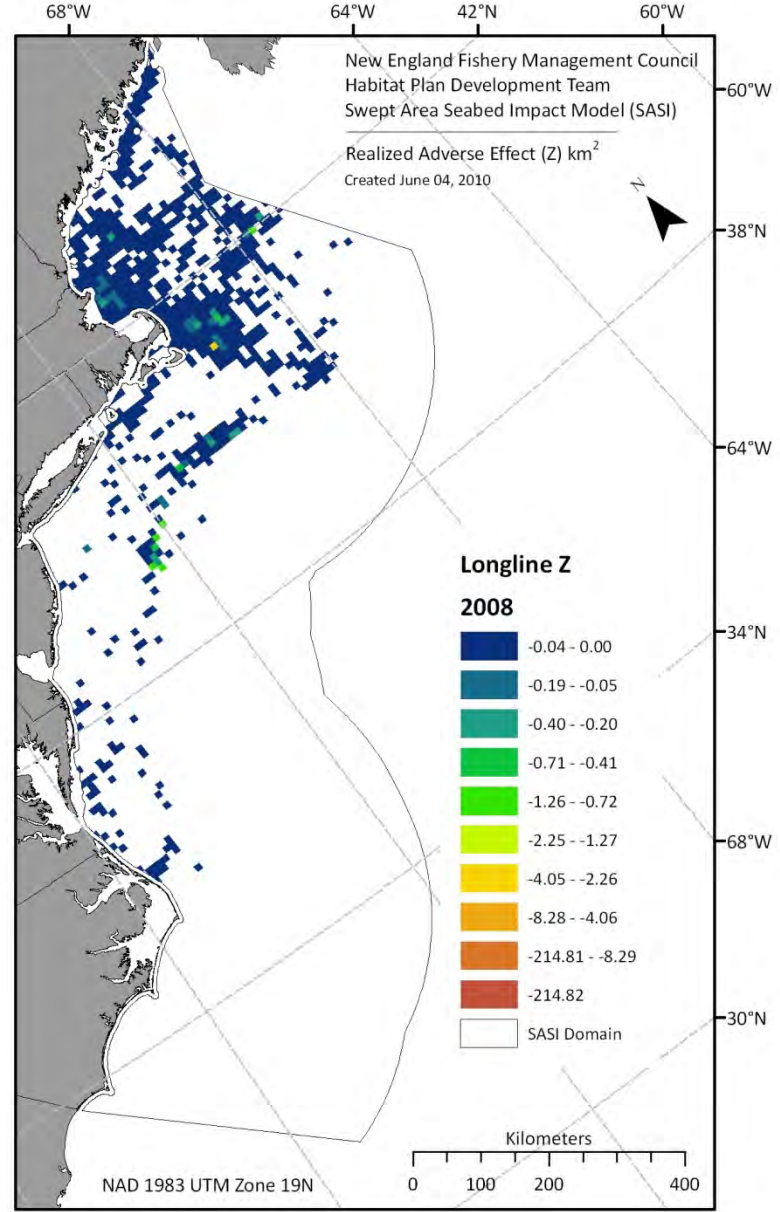 68°W 64°W 42°N 60°W
New England Fishery Management Council
Habitat Plan Development Team
Swept Area Seabed Impact Model (SASI)
Realized Adverse Effect (Z) km²
Created June 04, 2010
N
60°W
38°N
64°W
34°N
68°W
30°N
Longline Z
2008
-0.04 - 0.00
-0.19 - -0.05
-0.40 - -0.20
-0.71 - -0.41
-1.26 - -0.72
-2.25 - -1.27
-4.05 - -2.26
-8.28 - -4.06
-214.81 - -8.29
-214.82
SASI Domain
Kilometers
0 100 200 400
NAD 1983 UTM Zone 19N